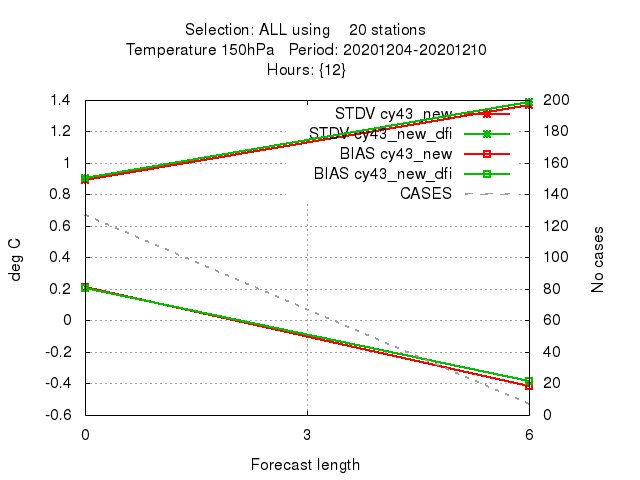 Selection: ALL using 20 stations
Temperature 150hPa Period: 20201204-20201210
Hours: {12}
1.4
1.2
1
0.8
0.6
0.4
0.2
0
-0.2
-0.4
-0.6
deg C
STDV cy43_new
STDV cy43_new_dfi
BIAS cy43_new
BIAS cy43_new_dfi
CASES
200
180
160
140
120
100
80
60
40
20
0
No cases
0
3
6
Forecast length